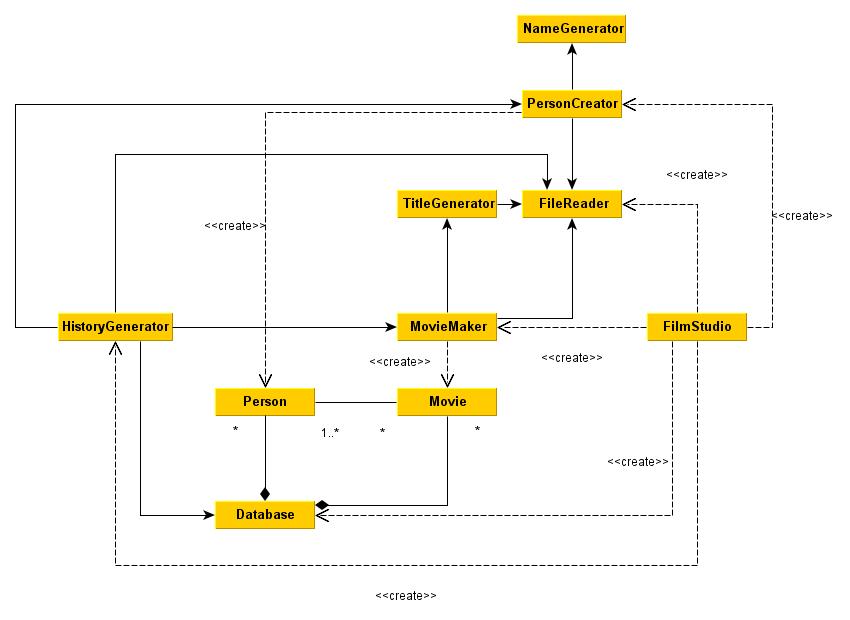 NameGenerator
PersonCreator
<<create>>
TitleGenerator
FileReader
<<create>>
<<create>>
HistoryGenerator
MovieMaker
FilmStudio
<<create>>
<<create>>
Person
Movie
*
1..*
*
*
<<create>>
Database
<<create>>